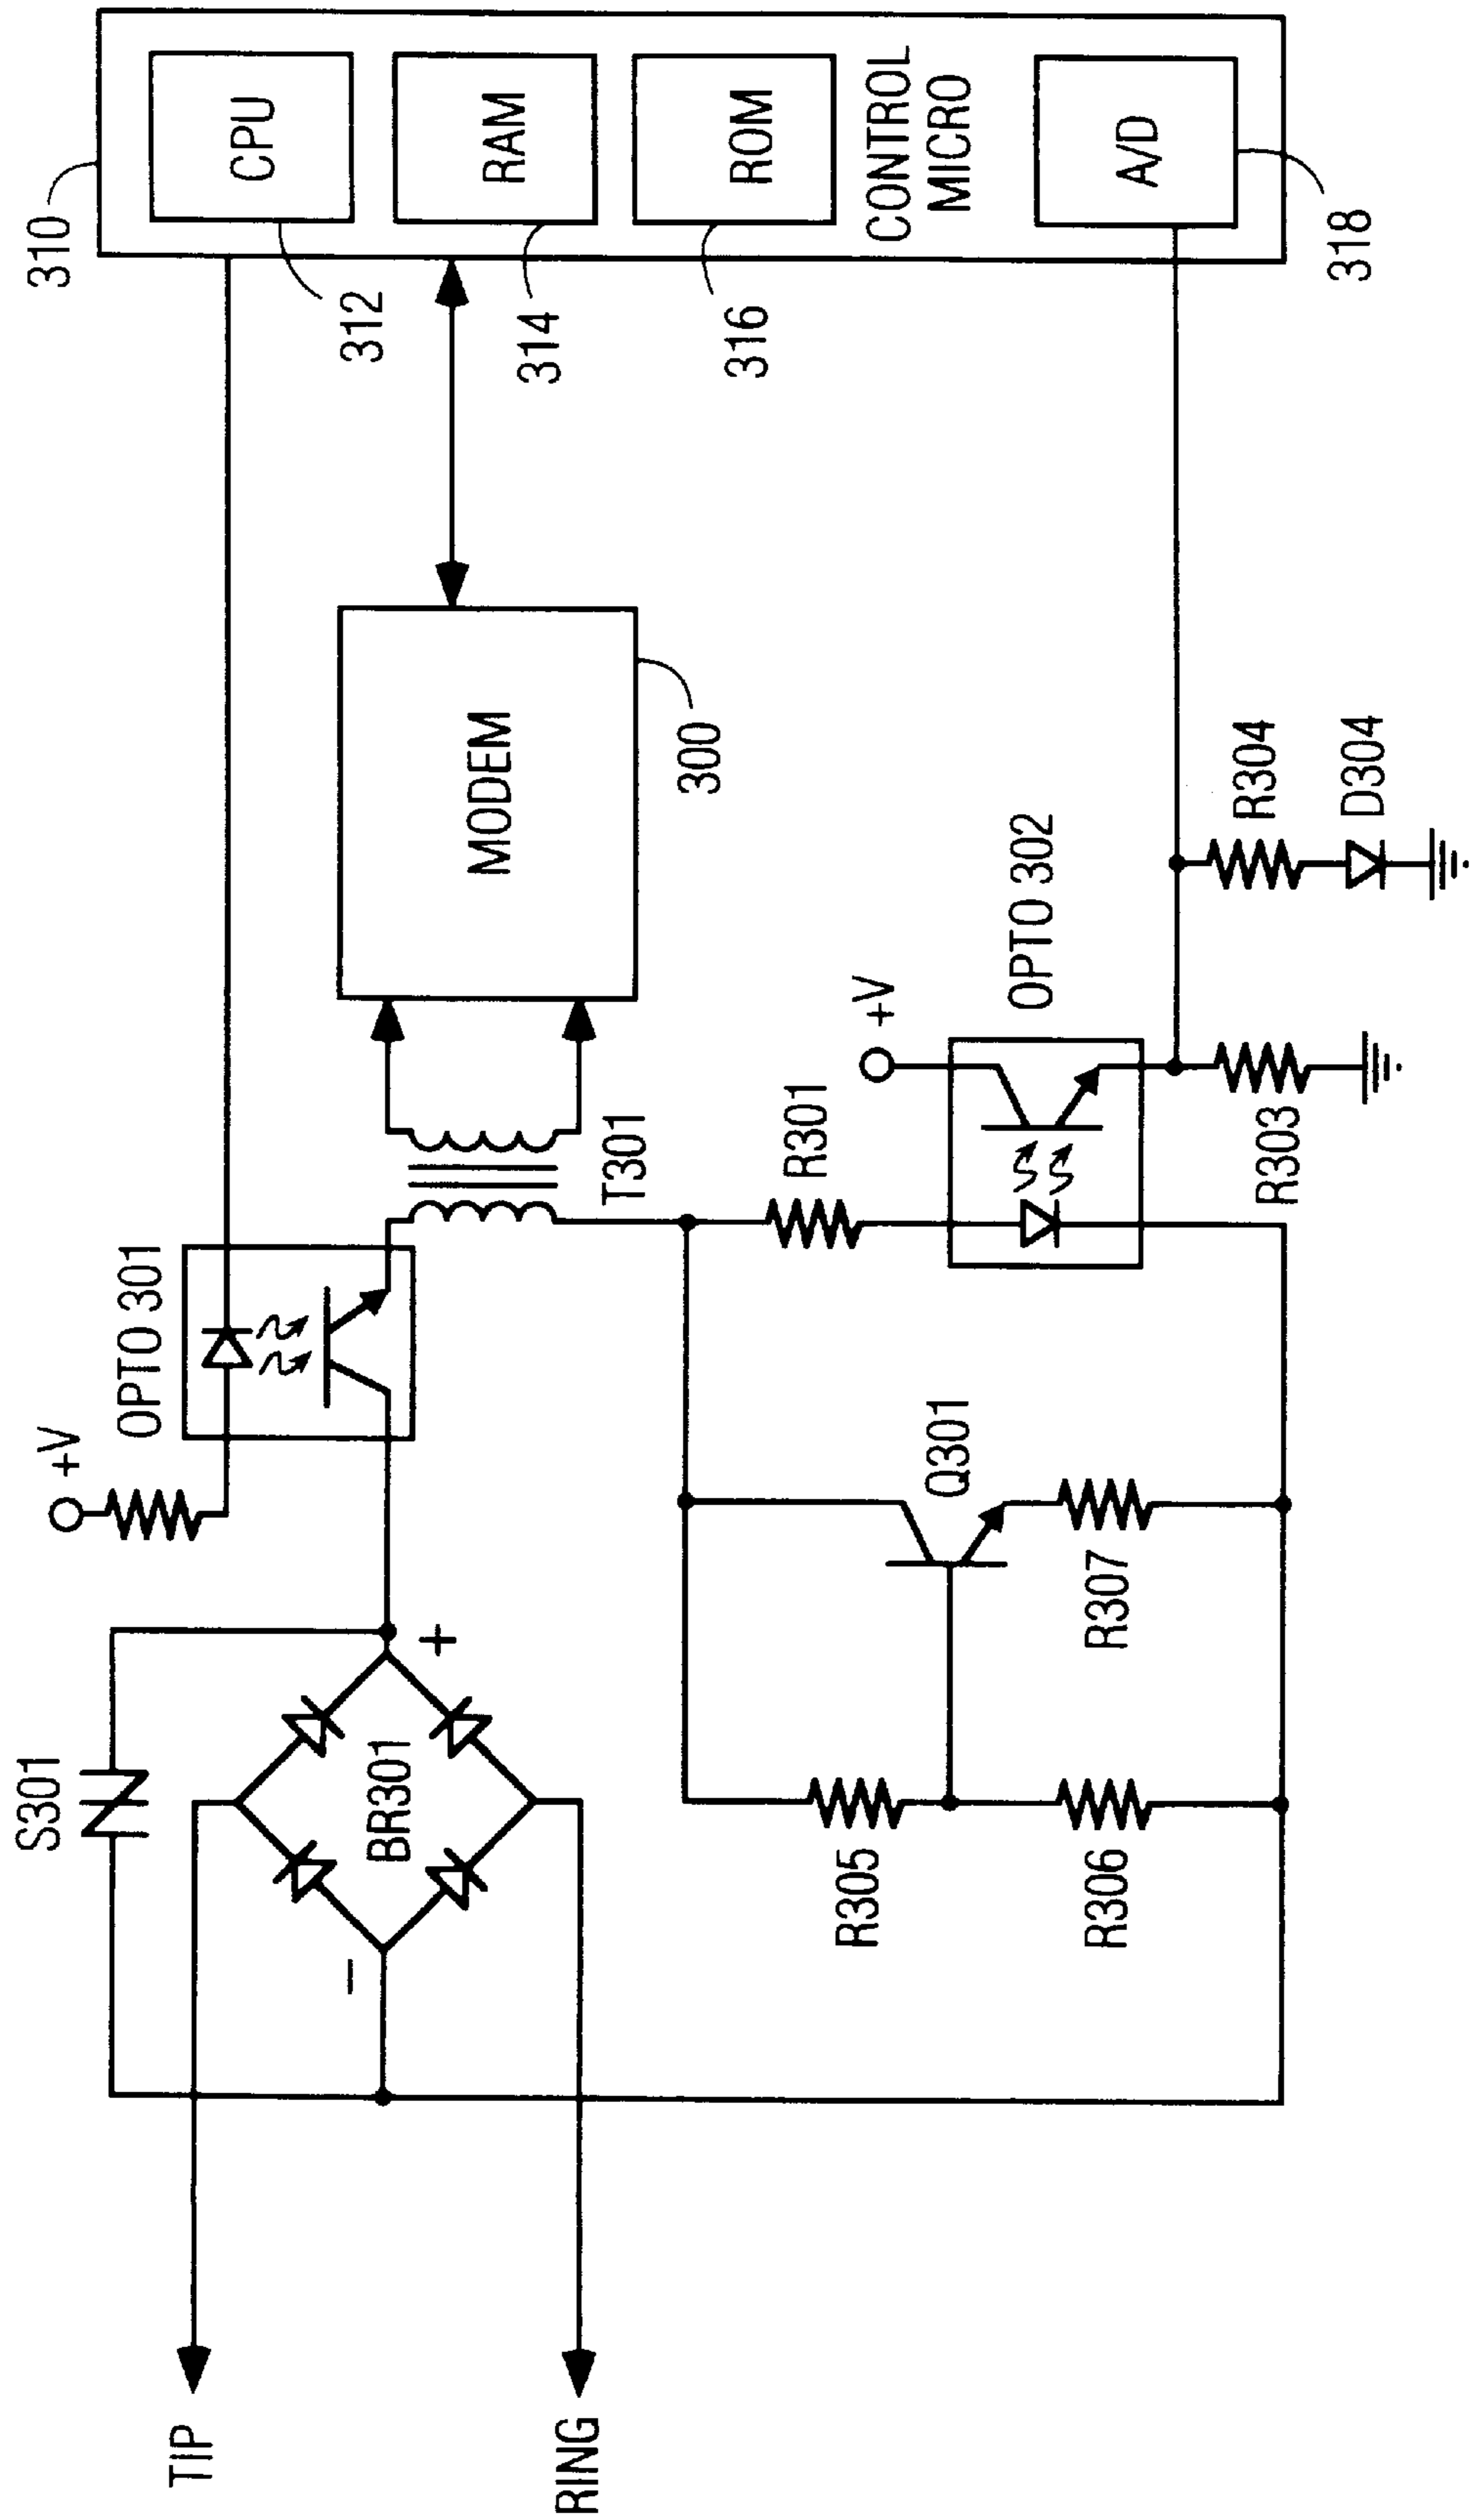 310
CPU
312
RAM
314
ROM
316
CONTROL
MICRO
A/D
318
MODEM
300
+V
OPTO 301
T301
S301
BR301
+
−
TIP
RING
R301
+V
OPTO 302
R303
R304
D304
Q301
R305
R306
R307